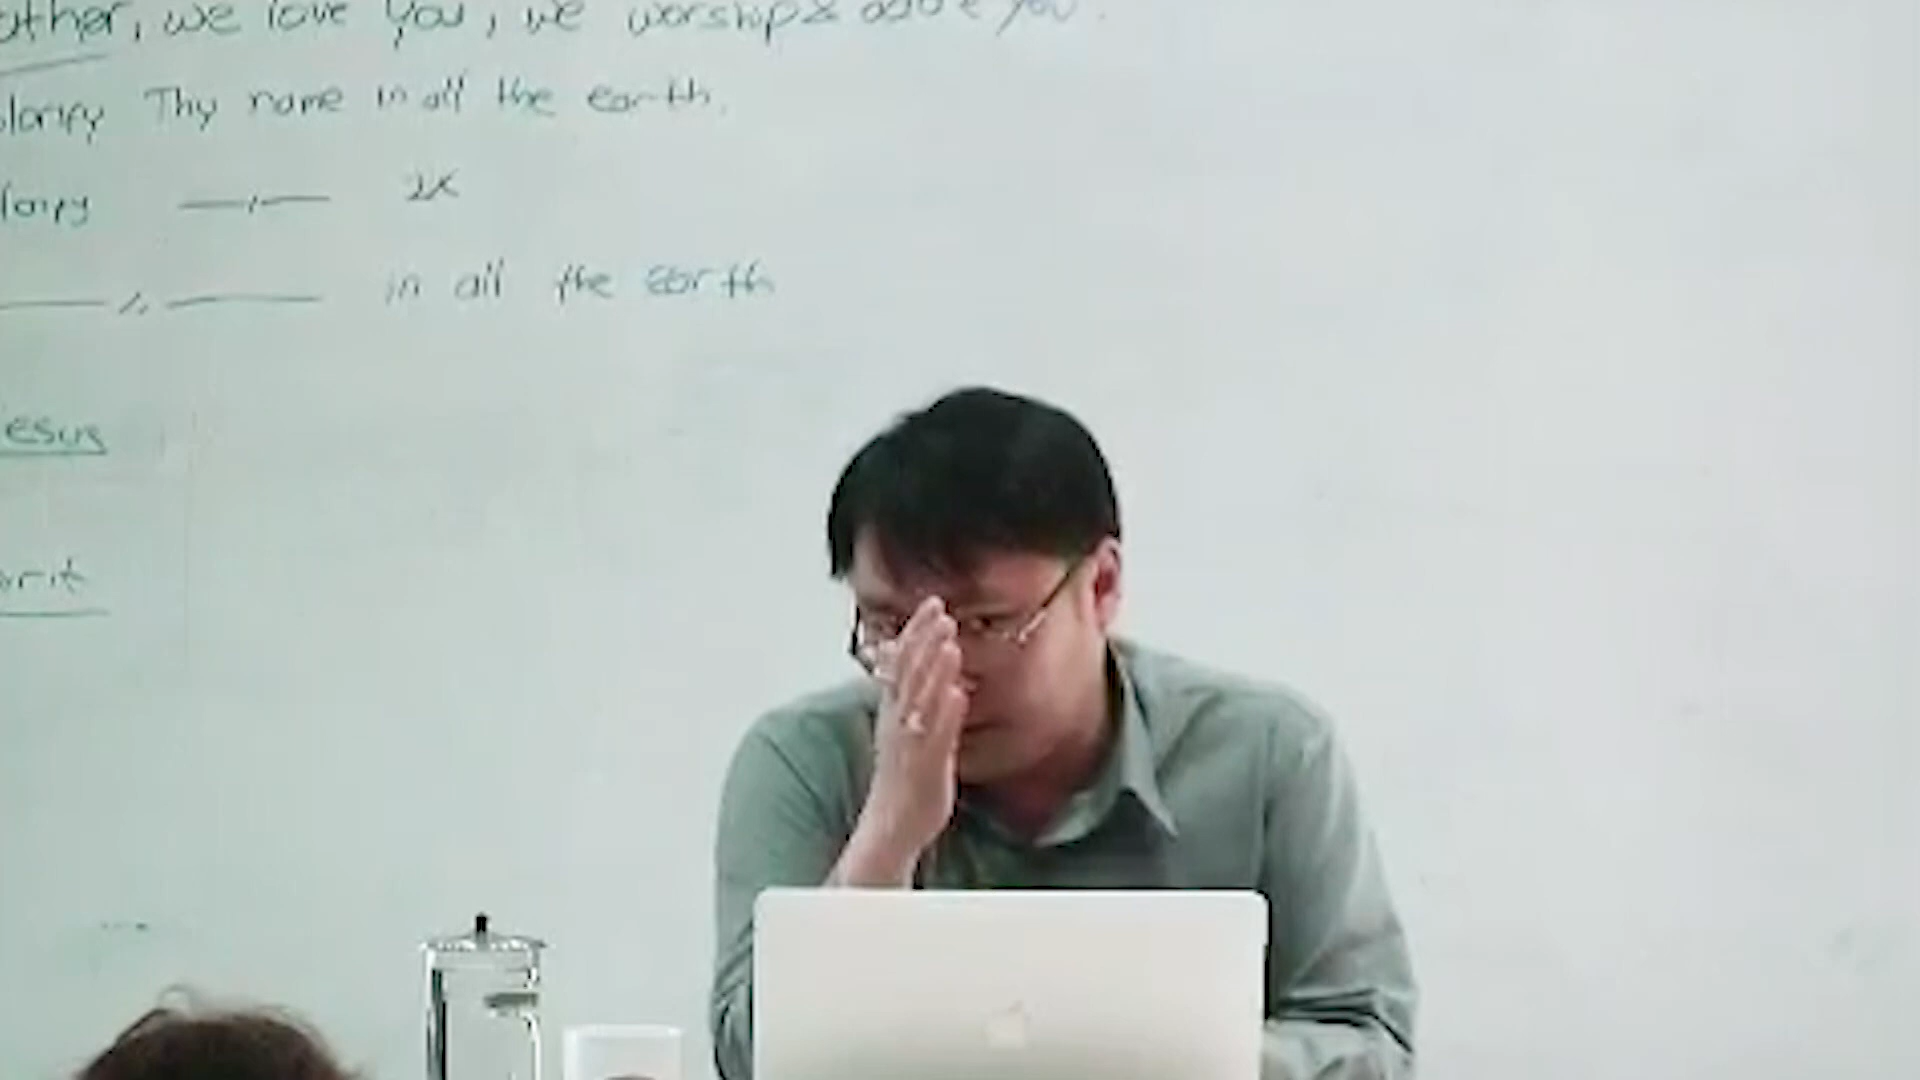 ather, we love You, we worship & adore you.
lorify Thy name in all the earth.
lorify —"— 2X
—"— in all the earth
esus
irit